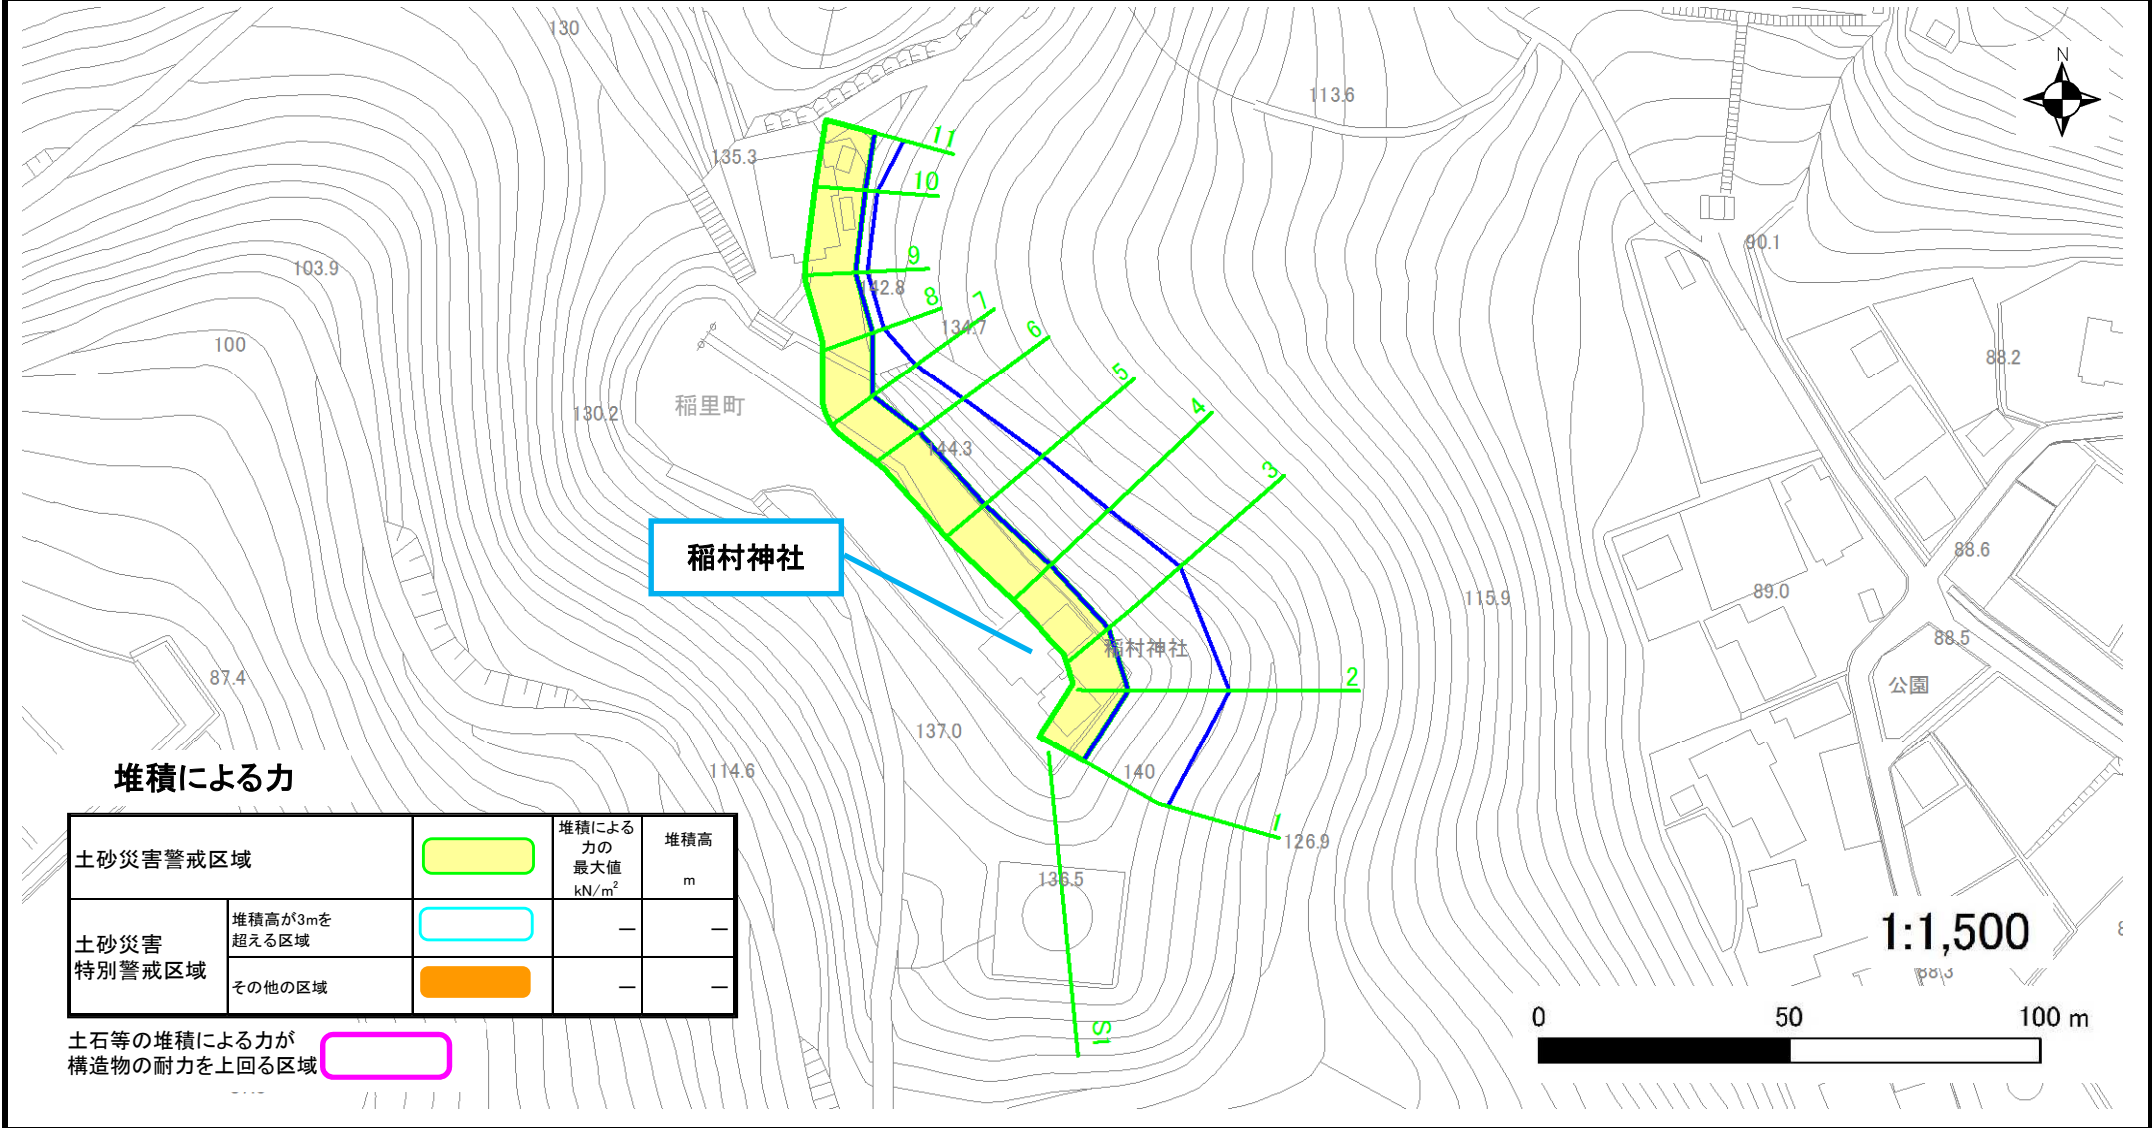 130
N
113.6
11
135.3
10
90.1
9
103.9
142.8
8
7
134.7
6
100
88.2
5
稲里町
130.2
4
144.3
3
稲村神社
88.6
115.9
89.0
稲村神社
88.5
87.4
2
公園
137.0
114.6
140
1
126.9
136.5
S1
堆積による力
土砂災害警戒区域
堆積による
力の
最大値
kN/m²
堆積高
m
土砂災害
特別警戒区域
堆積高が3mを
超える区域
—
—
その他の区域
—
—
土石等の堆積による力が
構造物の耐力を上回る区域
1:1,500
88.3
0
50
100 m